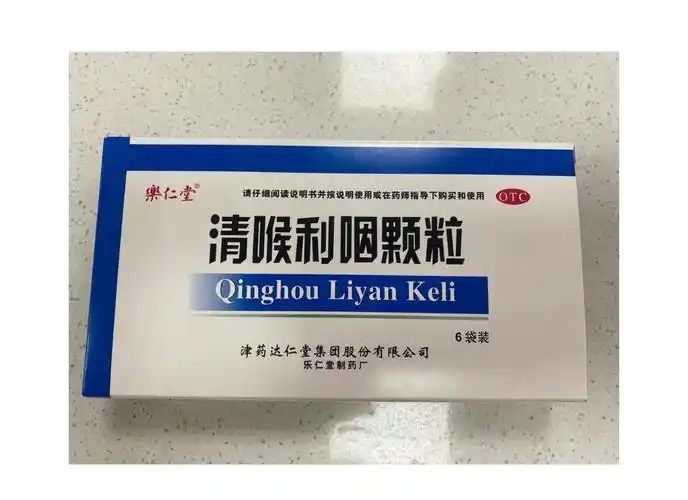 樂仁堂®
请仔细阅读说明书并按说明使用或在药师指导下购买和使用
OTC
清喉利咽颗粒
Qinghou Liyan Keli
6袋装
津药达仁堂集团股份有限公司
乐仁堂制药厂